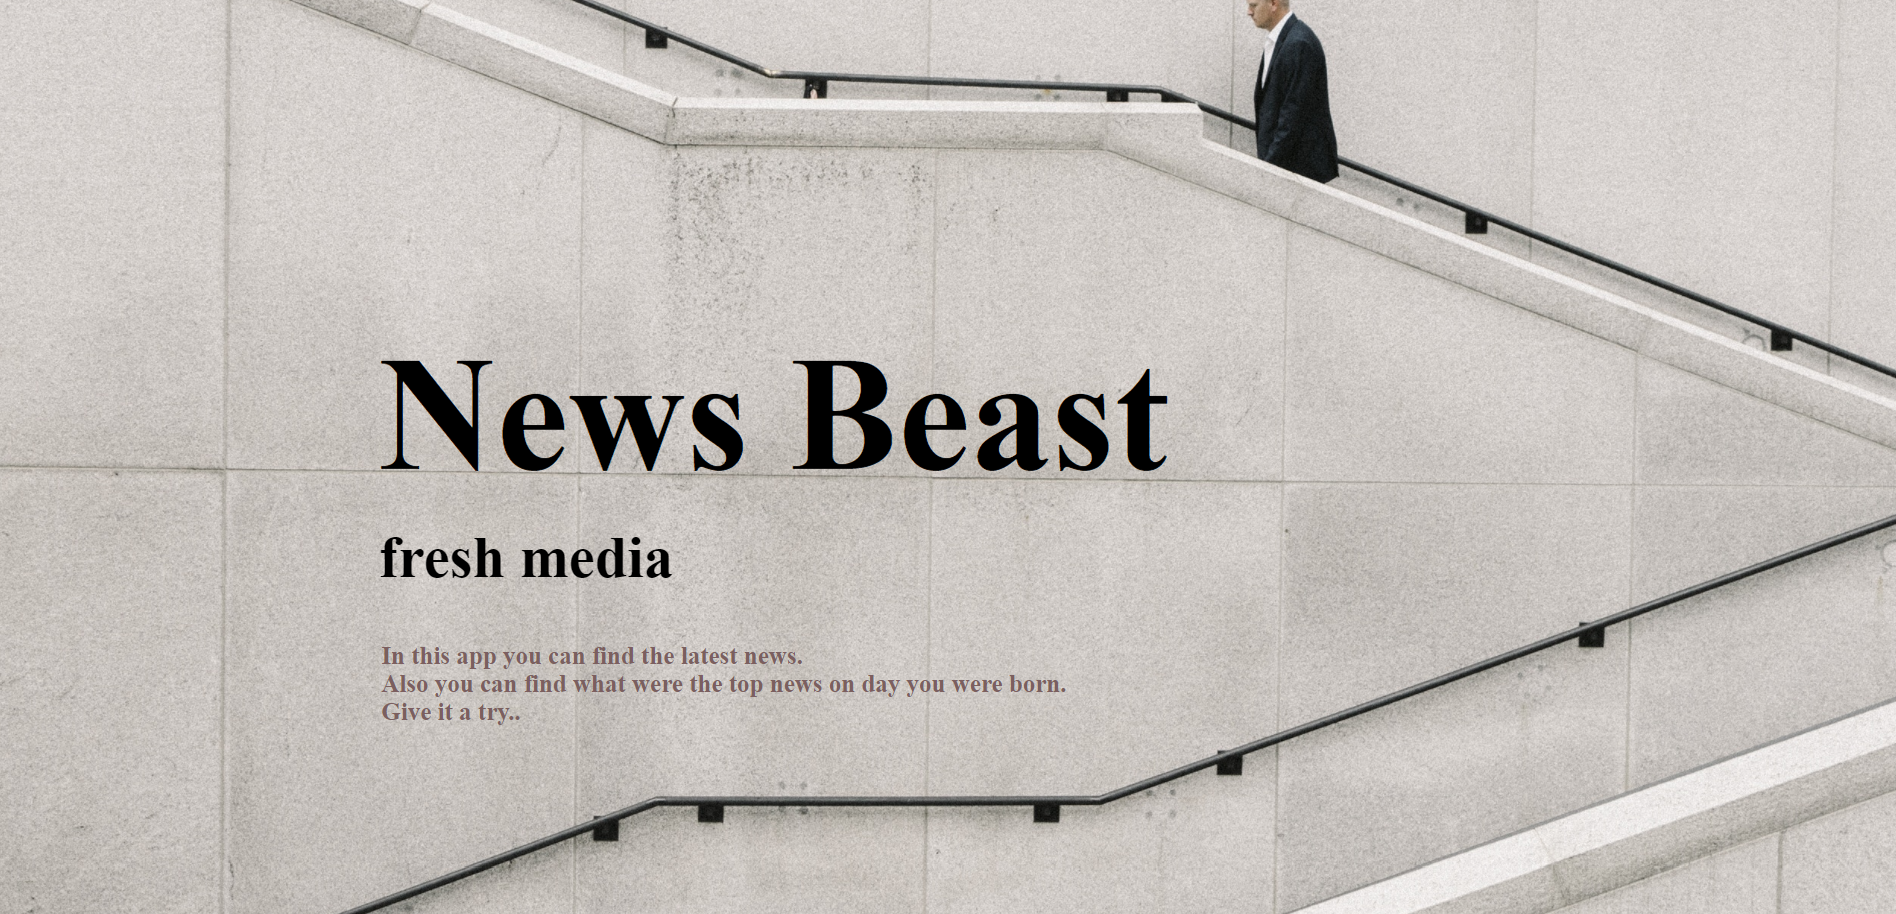 News Beast
fresh media
In this app you can find the latest news.
Also you can find what were the top news on day you were born.
Give it a try..